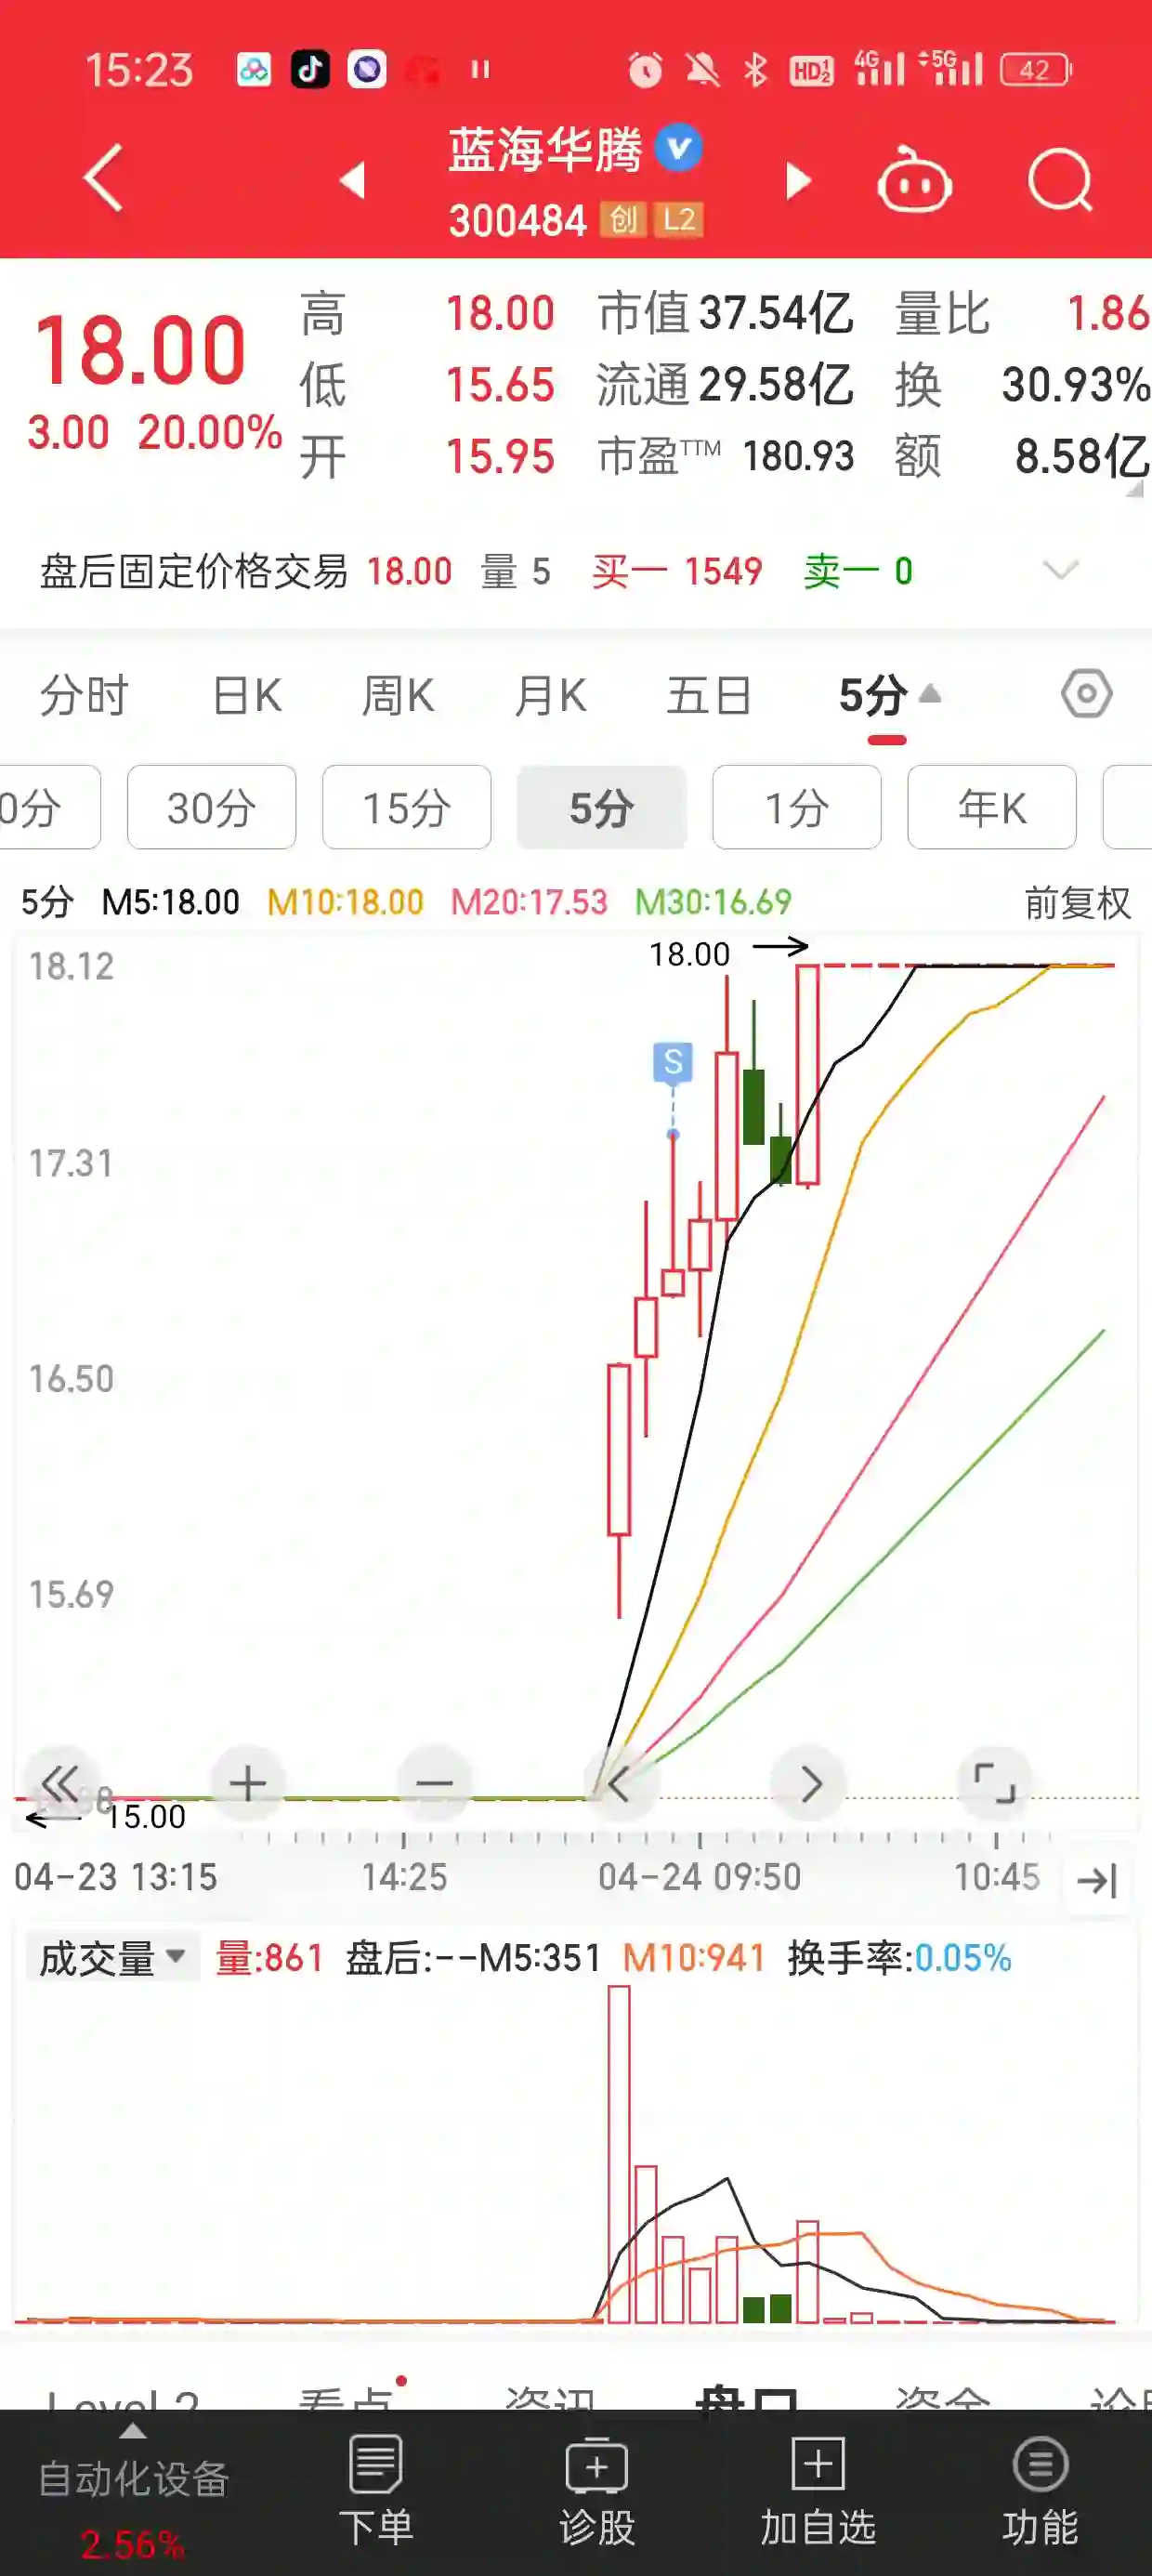 15:23 HD1 2 4G 5G 42
蓝海华腾
300484 创 L2
18.00
3.00 20.00%
高 18.00 市值 37.54亿 量比 1.86
低 15.65 流通 29.58亿 换 30.93%
开 15.95 市盈TTM 180.93 额 8.58亿
盘后固定价格交易 18.00 量 5 买一 1549 卖一 0
分时 日K 周K 月K 五日 5分
0分 30分 15分 5分 1分 年K
5分 M5:18.00 M10:18.00 M20:17.53 M30:16.69 前复权
18.00
18.12
S
17.31
16.50
15.69
15.00
04-23 13:15 14:25 04-24 09:50 10:45
成交量 量:861 盘后:--M5:351 M10:941 换手率:0.05%
Level 2 看点 资讯 盘口 资金
自动化设备 下单 诊股 加自选 功能
2.56%